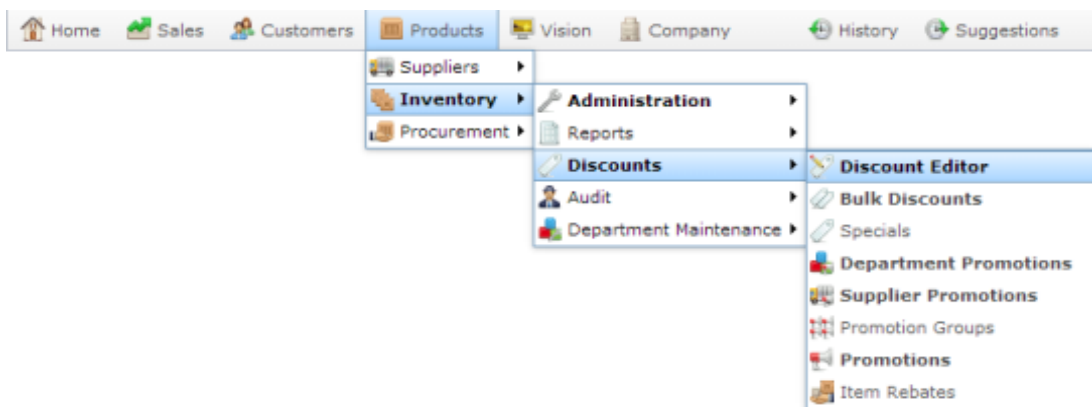 Home Sales Customers Products Vision Company History Suggestions
Suppliers
Inventory
Procurement
Administration
Reports
Discounts
Audit
Department Maintenance
Discount Editor
Bulk Discounts
Specials
Department Promotions
Supplier Promotions
Promotion Groups
Promotions
Item Rebates